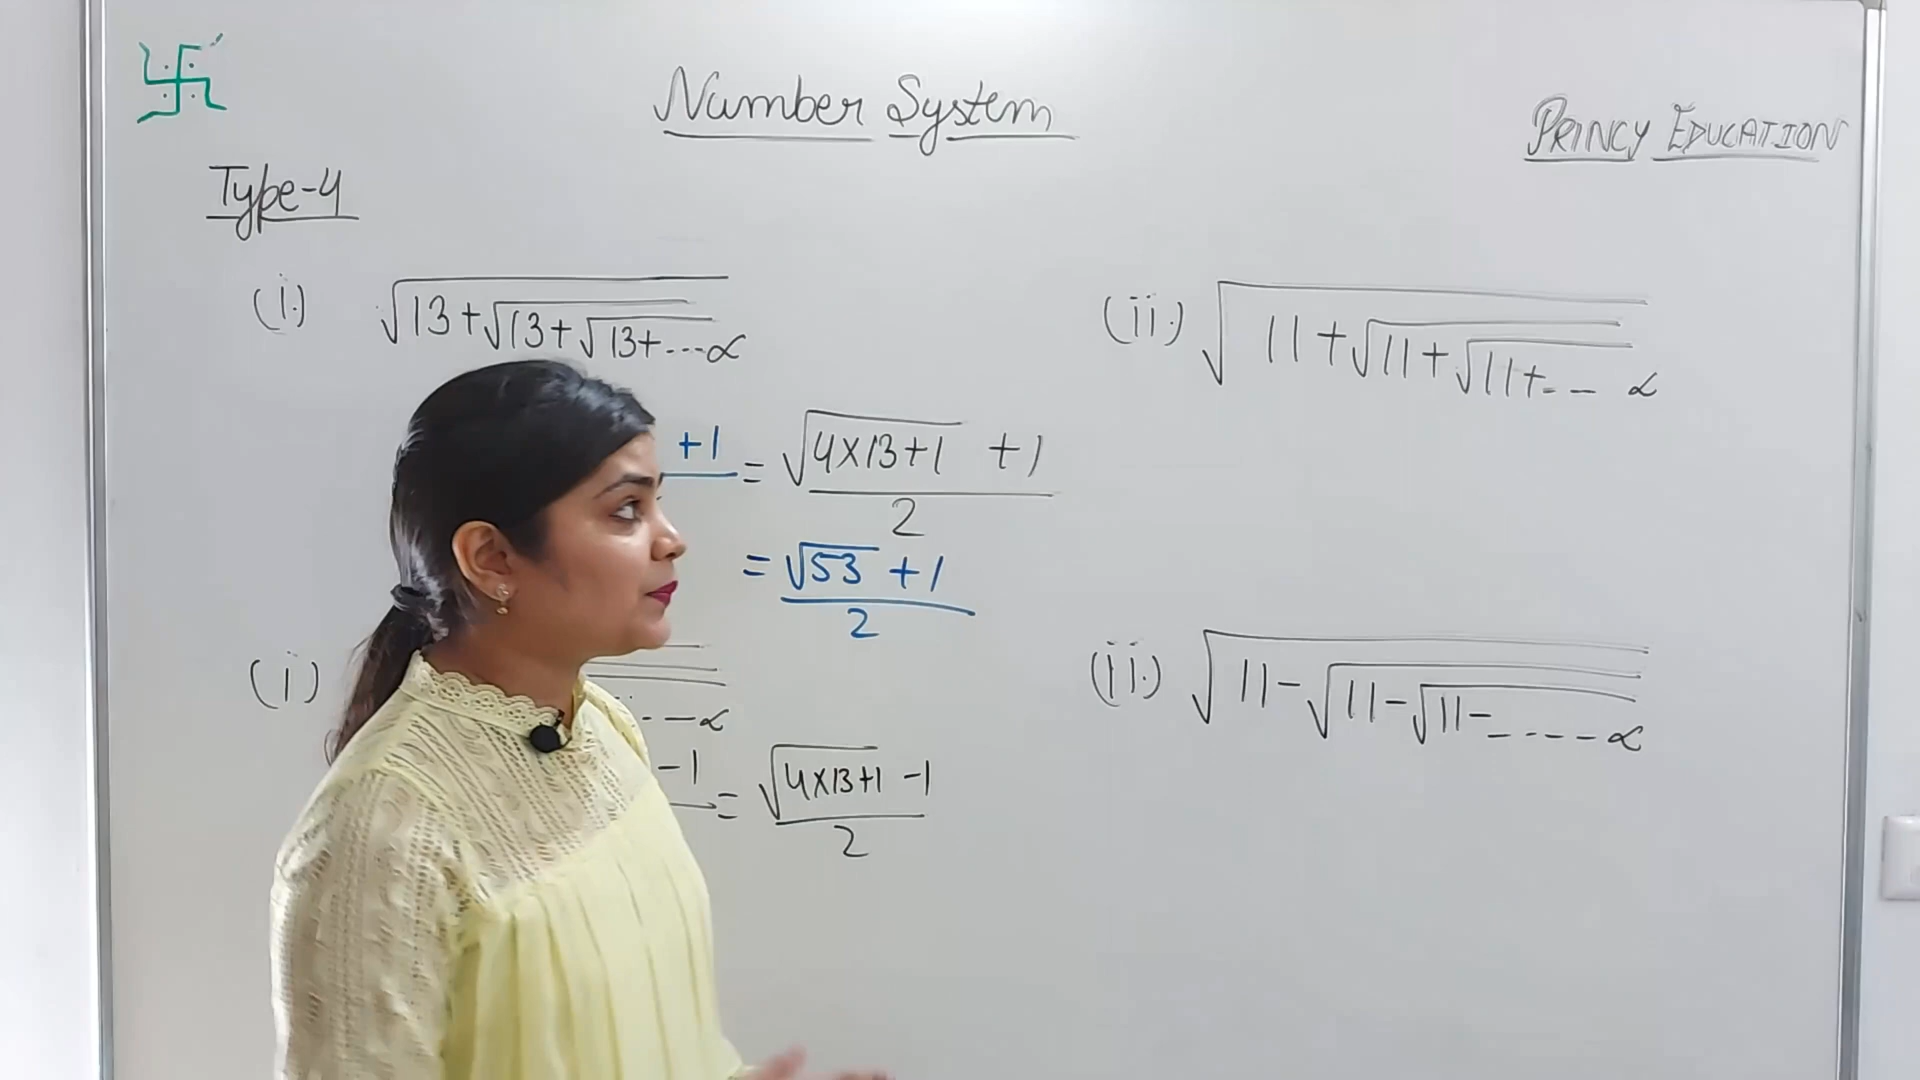 Number System
PRINCY EDUCATION
Type-4
(i.) √13+√13+√13+...∝
(ii.) √11+√11+√11+--- ∝
+1 = √4×13+1 +1
2
= √53 +1
2
(i) --∝
(ii.) √11-√11-√11-----∝
-1 = √4×13+1 -1
2